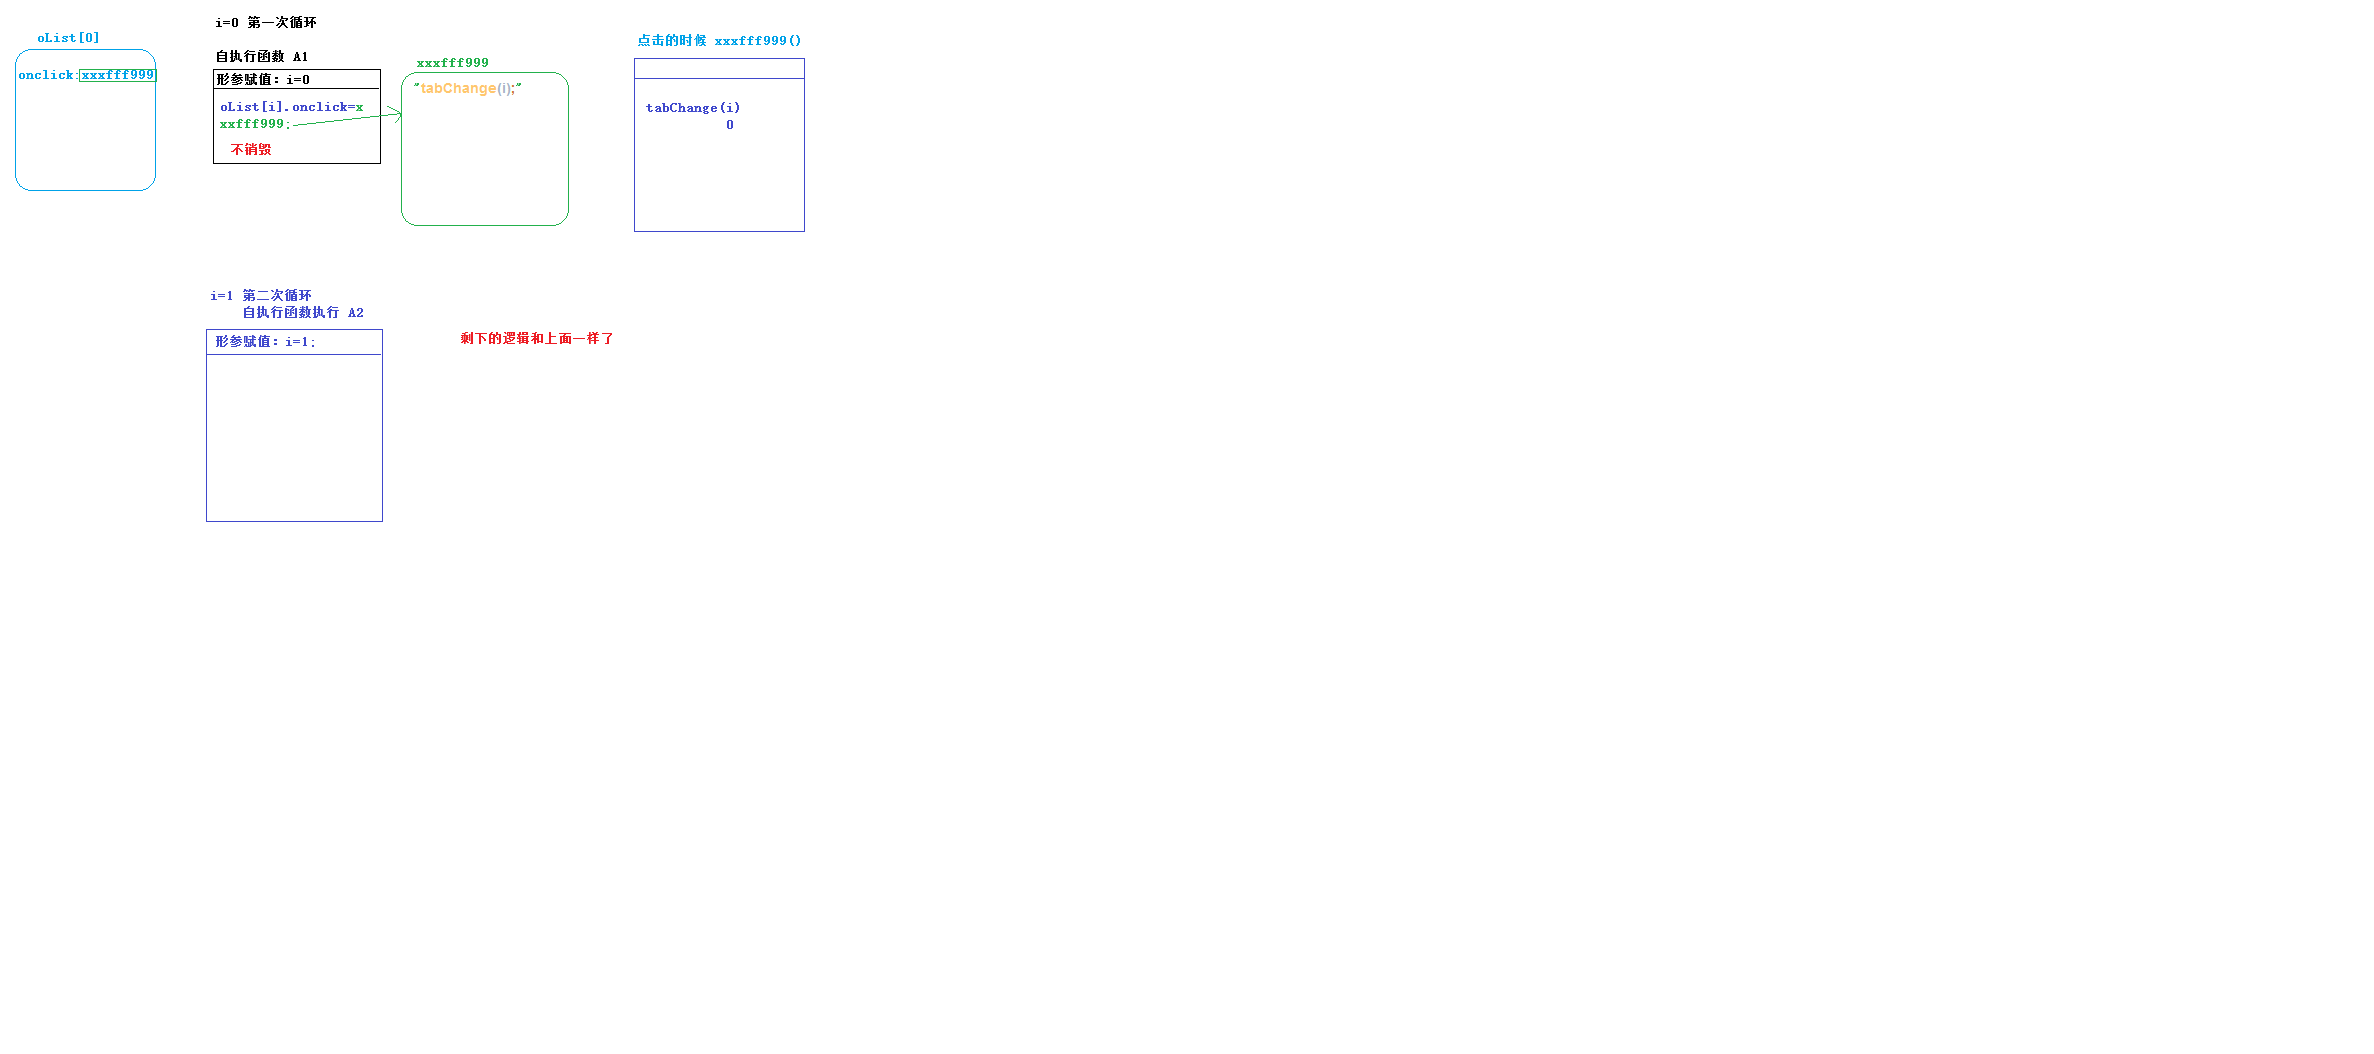 oList[0]
onclick:xxxfff999
i=0 第一次循环
自执行函数 A1
形参赋值：i=0
oList[i].onclick=x
xxfff999;
不销毁
xxxfff999
"tabChange(i);"
点击的时候 xxxfff999()
tabChange(i)
0
i=1 第二次循环
自执行函数执行 A2
形参赋值：i=1;
剩下的逻辑和上面一样了